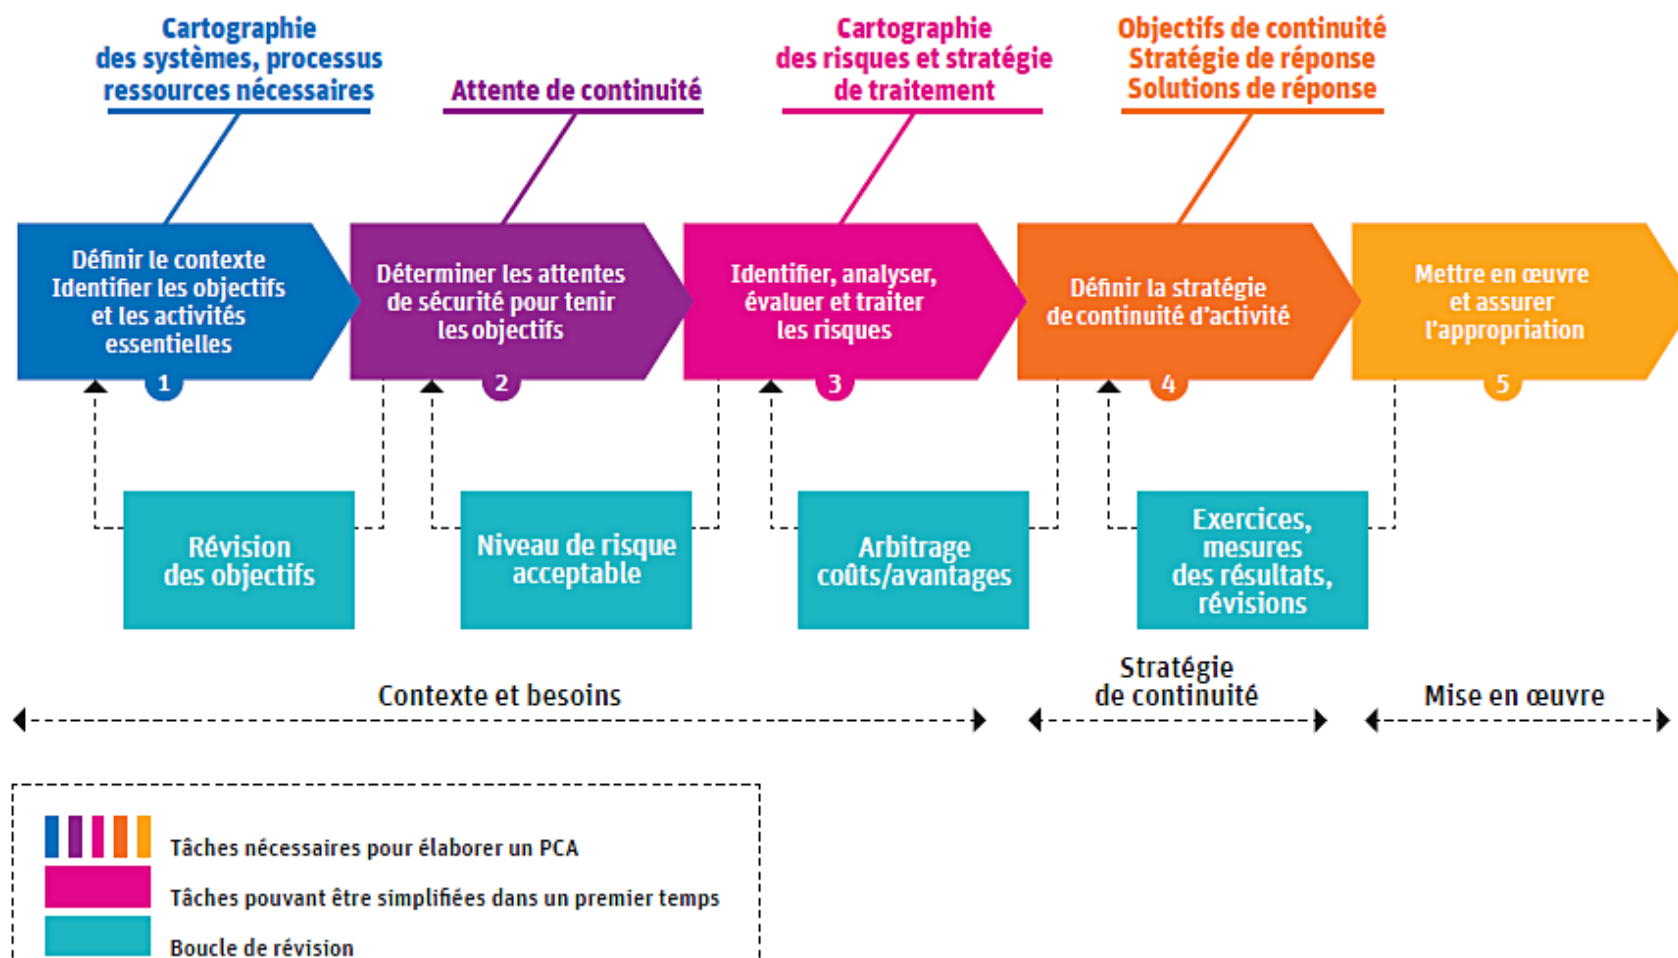 Cartographie
des systèmes, processus
ressources nécessaires
Attente de continuité
Cartographie
des risques et stratégie
de traitement
Objectifs de continuité
Stratégie de réponse
Solutions de réponse
Définir le contexte
Identifier les objectifs
et les activités
essentielles
1
Déterminer les attentes
de sécurité pour tenir
les objectifs
2
Identifier, analyser,
évaluer et traiter
les risques
3
Définir la stratégie
de continuité d'activité
4
Mettre en œuvre
et assurer
l'appropriation
5
Révision
des objectifs
Niveau de risque
acceptable
Arbitrage
coûts/avantages
Exercices,
mesures
des résultats,
révisions
Contexte et besoins
Stratégie
de continuité
Mise en œuvre
Tâches nécessaires pour élaborer un PCA
Tâches pouvant être simplifiées dans un premier temps
Boucle de révision